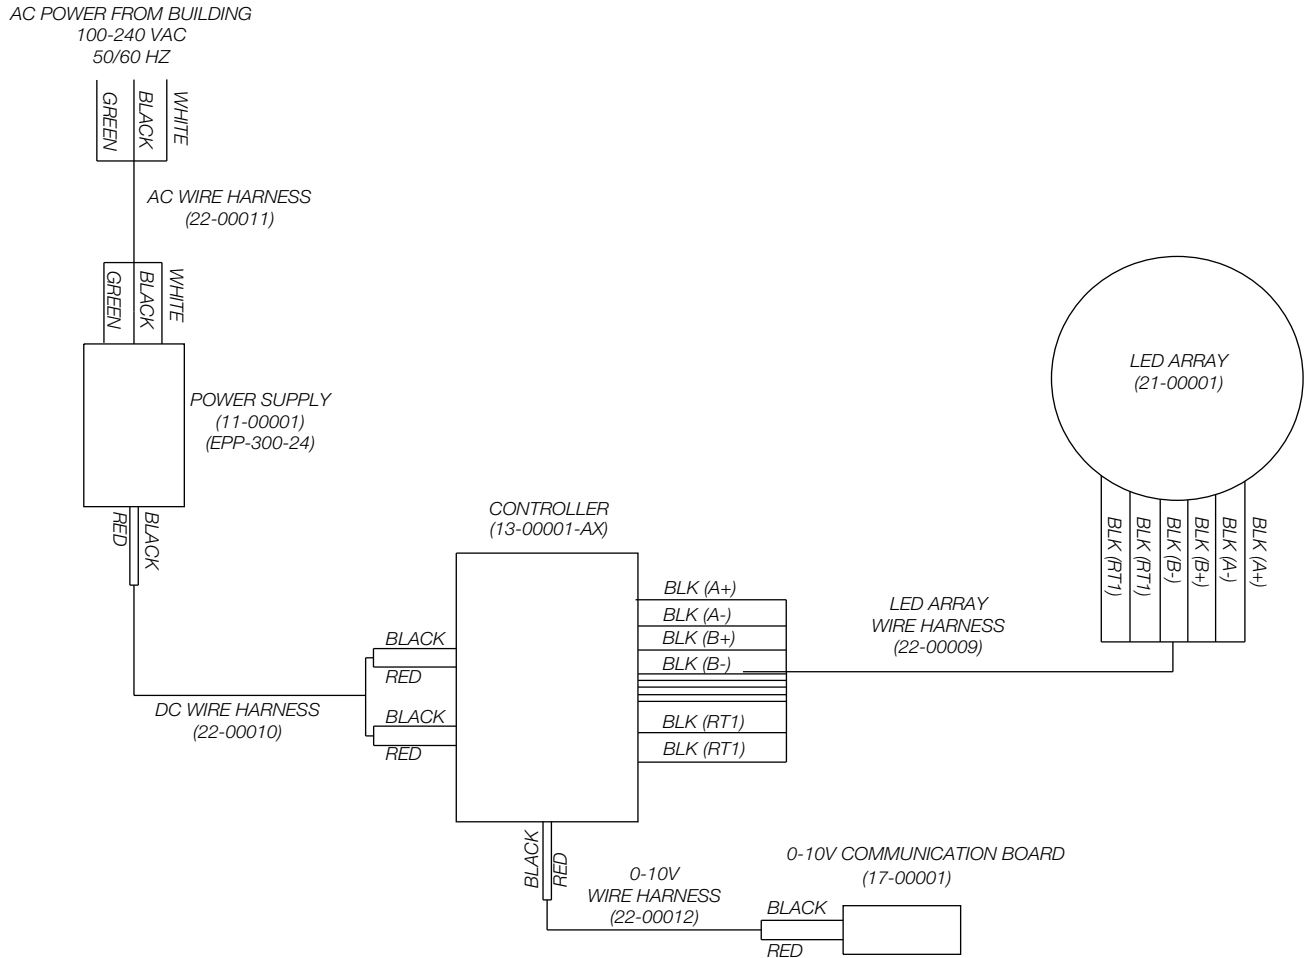 AC POWER FROM BUILDING
100-240 VAC
50/60 HZ
GREEN
BLACK
WHITE
AC WIRE HARNESS
(22-00011)
GREEN
BLACK
WHITE
POWER SUPPLY
(11-00001)
(EPP-300-24)
RED
BLACK
DC WIRE HARNESS
(22-00010)
BLACK
RED
BLACK
RED
CONTROLLER
(13-00001-AX)
BLK (A+)
BLK (A-)
BLK (B+)
BLK (B-)
BLK (RT1)
BLK (RT1)
LED ARRAY
WIRE HARNESS
(22-00009)
LED ARRAY
(21-00001)
BLK (RT1)
BLK (RT1)
BLK (B-)
BLK (B+)
BLK (A-)
BLK (A+)
BLACK
RED
0-10V
WIRE HARNESS
(22-00012)
0-10V COMMUNICATION BOARD
(17-00001)
BLACK
RED